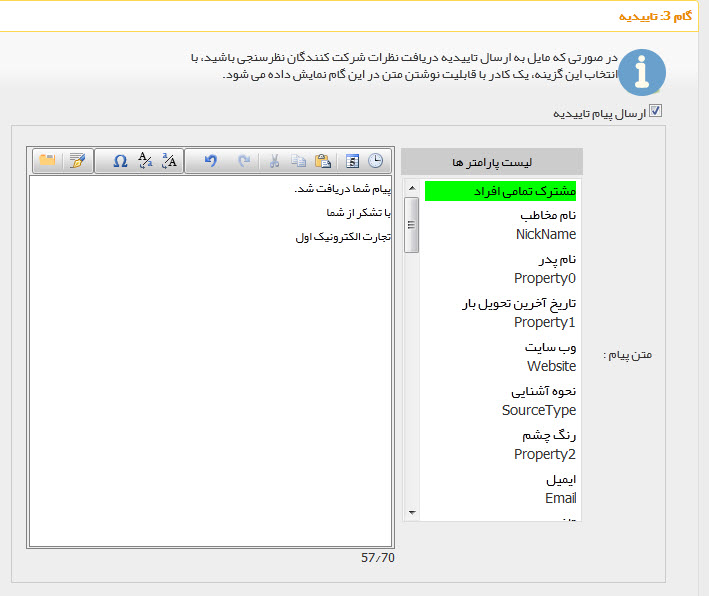 گام 3: تاییدیه
در صورتی که مایل به ارسال تاییدیه دریافت نظرات شرکت کنندگان نظرسنجی باشید، با
انتخاب این گزینه، یک کادر با قابلیت نوشتن متن در این گام نمایش داده می شود.
ارسال پیام تاییدیه
لیست پارامتر ها
مشترک تمامی افراد
نام مخاطب
NickName
نام پدر
Property0
تاریخ آخرین تحویل بار
Property1
وب سایت
Website
نحوه آشنایی
SourceType
رنگ چشم
Property2
ایمیل
Email
متن پیام :
پیام شما دریافت شد.
با تشکر از شما
تجارت الکترونیک اول
57/70